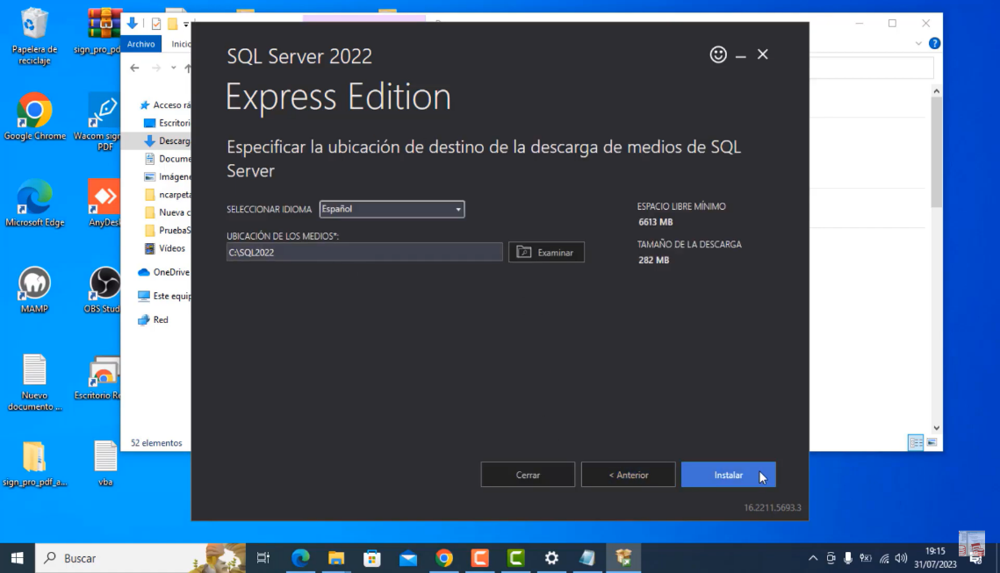 Papelera de
reciclaje
sign_pro_pd
Google Chrome
Wacom sign
PDF
Microsoft Edge
AnyDes
MAMP
OBS Stud
Nuevo
documento ...
Escritorio Re
sign_pro_pdf_a...
vba
Archivo
Inicio
Acceso rá
Escritori
Descarg
Docume
Imágene
ncarpeta
Nueva c
PruebaS
Vídeos
OneDrive
Este equip
Red
52 elementos
SQL Server 2022
Express Edition
Especificar la ubicación de destino de la descarga de medios de SQL
Server
SELECCIONAR IDIOMA
Español
UBICACIÓN DE LOS MEDIOS*:
C:\SQL2022
Examinar
ESPACIO LIBRE MÍNIMO
6613 MB
TAMAÑO DE LA DESCARGA
282 MB
Cerrar
< Anterior
Instalar
16.2211.5693.3
Buscar
19:15
31/07/2023